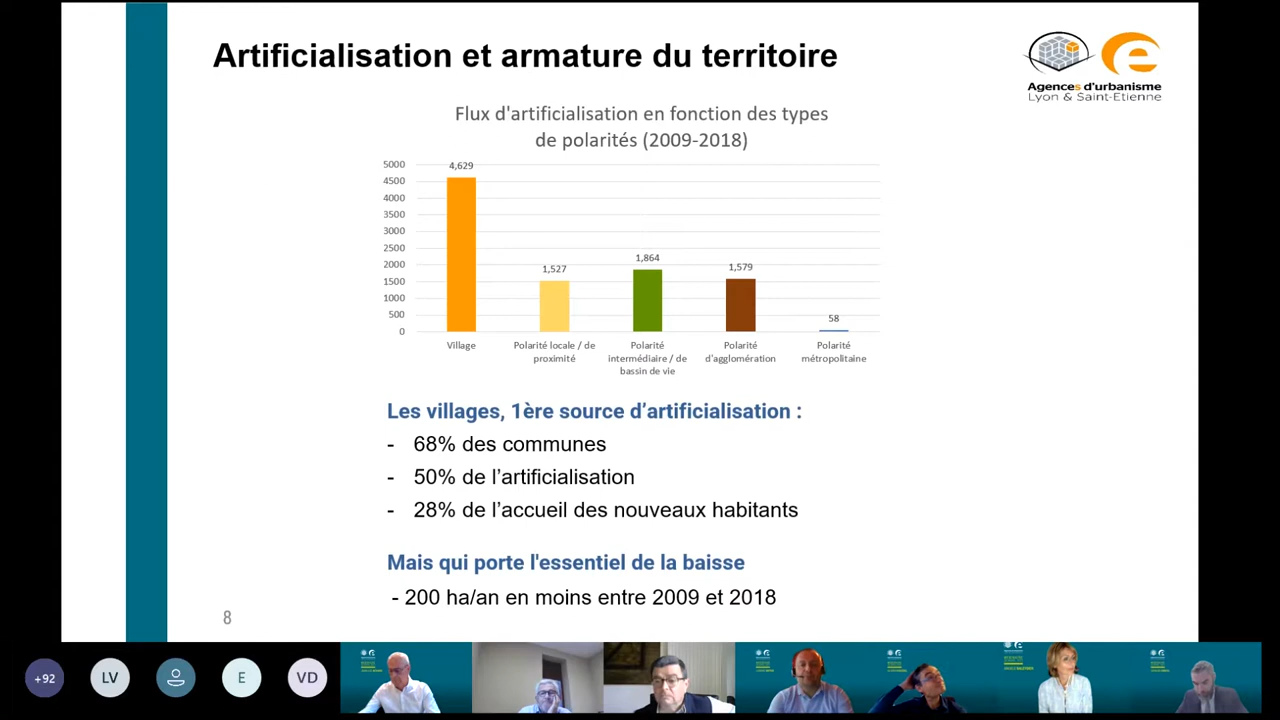 Artificialisation et armature du territoire
Agences d'urbanisme
Lyon & Saint-Etienne
Flux d'artificialisation en fonction des types
de polarités (2009-2018)
5000
4500
4000
3500
3000
2500
2000
1500
1000
500
0
4,629
1,527
1,864
1,579
58
Village
Polarité locale / de
proximité
Polarité
intermédiaire / de
bassin de vie
Polarité
d'agglomération
Polarité
métropolitaine
Les villages, 1ère source d'artificialisation :
- 68% des communes
- 50% de l'artificialisation
- 28% de l'accueil des nouveaux habitants
Mais qui porte l'essentiel de la baisse
- 200 ha/an en moins entre 2009 et 2018
8
+92
LV
E
VD